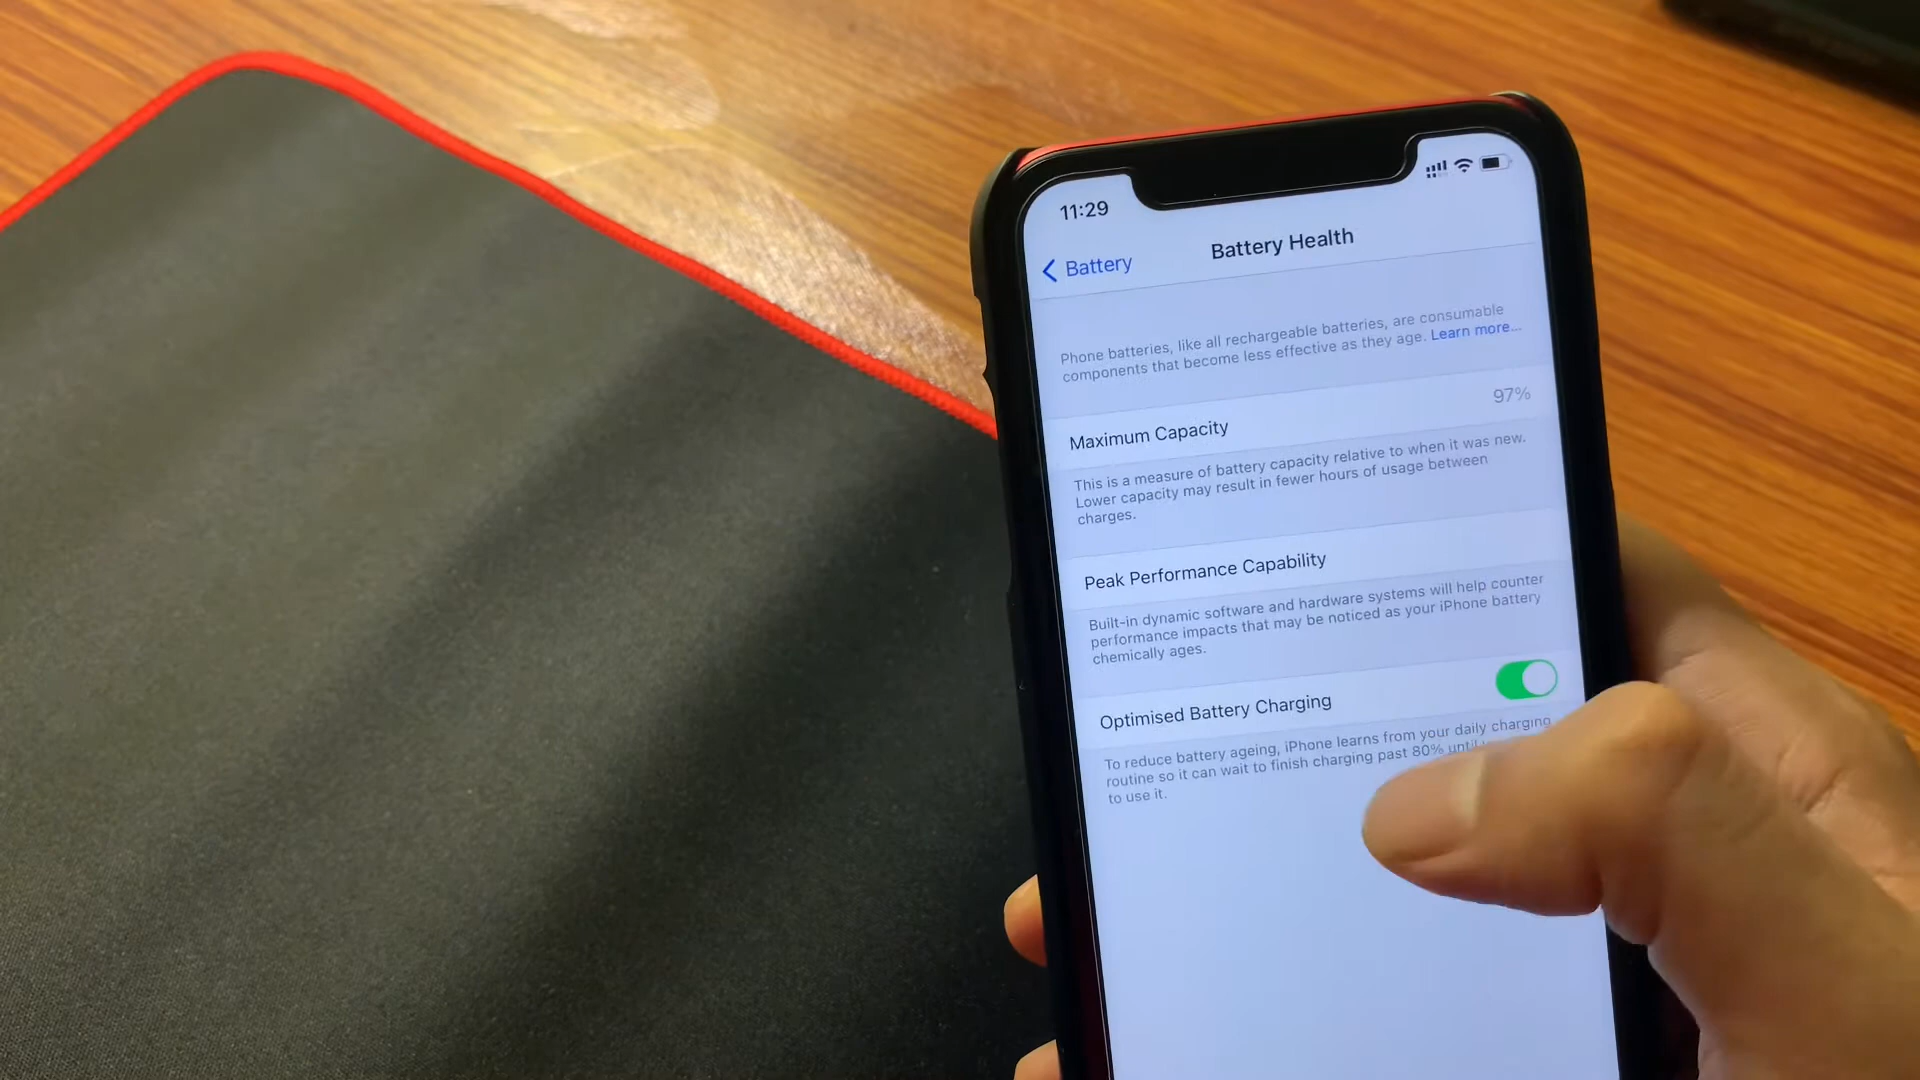 11:29
Battery
Battery Health
Phone batteries, like all rechargeable batteries, are consumable
components that become less effective as they age. Learn more...
Maximum Capacity
97%
This is a measure of battery capacity relative to when it was new.
Lower capacity may result in fewer hours of usage between
charges.
Peak Performance Capability
Built-in dynamic software and hardware systems will help counter
performance impacts that may be noticed as your iPhone battery
chemically ages.
Optimised Battery Charging
To reduce battery ageing, iPhone learns from your daily charging
routine so it can wait to finish charging past 80% until
to use it.